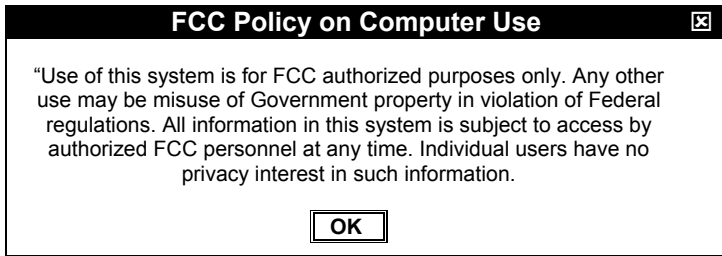 FCC Policy on Computer Use
“Use of this system is for FCC authorized purposes only. Any other
use may be misuse of Government property in violation of Federal
regulations. All information in this system is subject to access by
authorized FCC personnel at any time. Individual users have no
privacy interest in such information.
OK